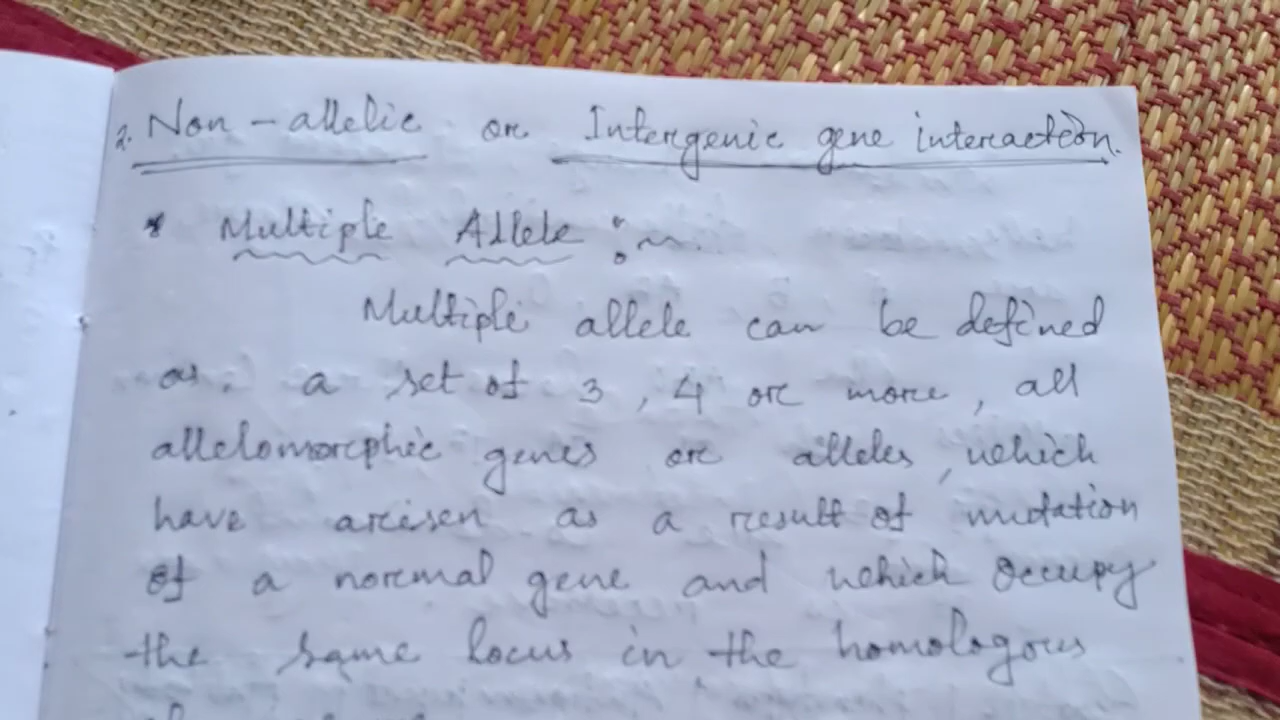 2. Non-allelic or Intergenic gene interaction.
* Multiple Allele :~
Multiple allele can be defined
as. a set of 3, 4 or more, all
allelomorphic genes or alleles, which
have arisen as a result of mutation
of a normal gene and which occupy
the same locus in the homologous